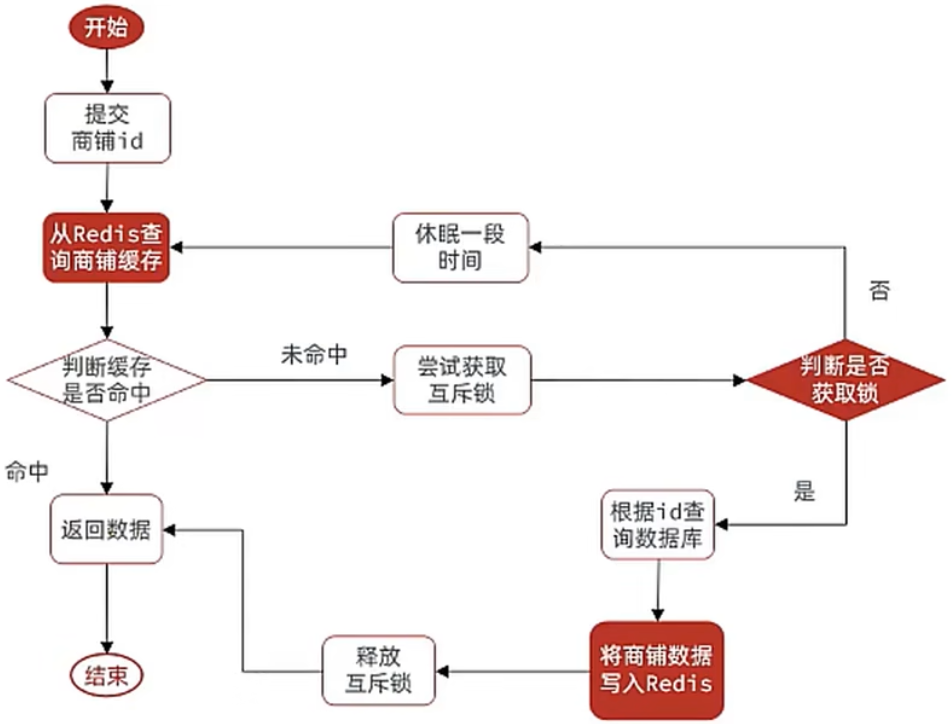 开始
提交
商铺id
从Redis查
询商铺缓存
休眠一段
时间
否
判断缓存
是否命中
未命中
尝试获取
互斥锁
判断是否
获取锁
命中
是
返回数据
根据id查
询数据库
释放
互斥锁
将商铺数据
写入Redis
结束